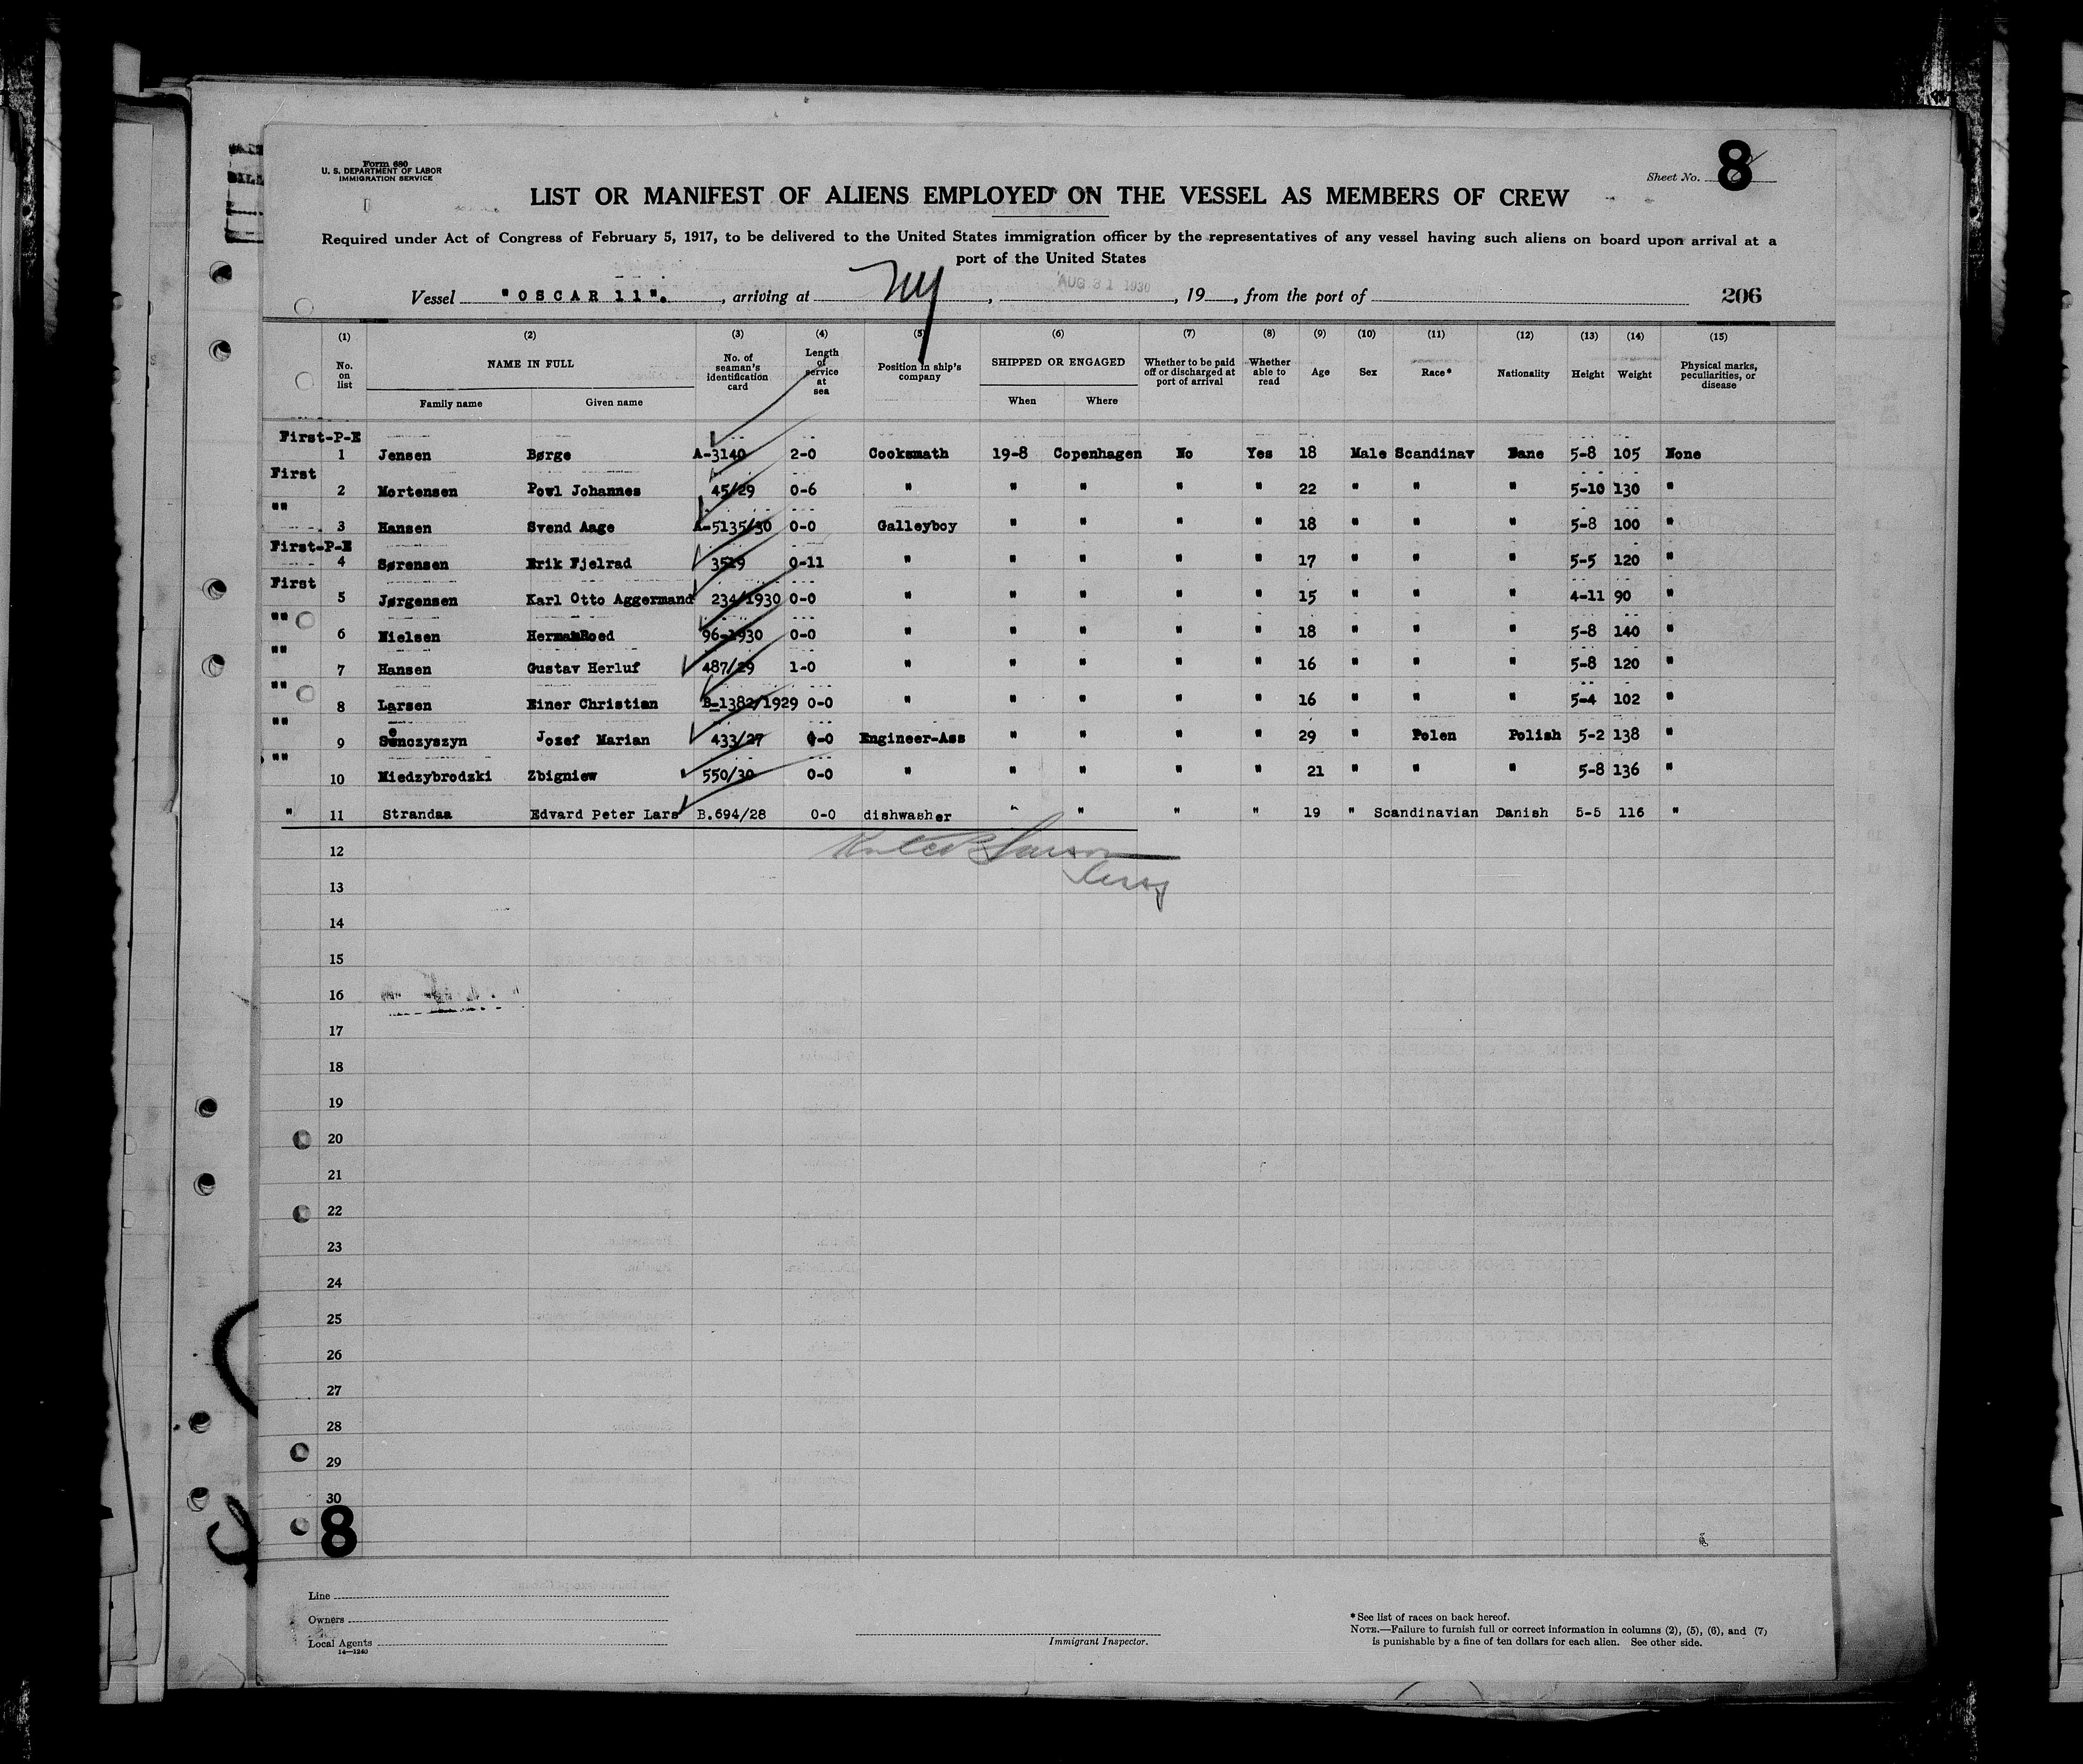 Form 680
U. S. DEPARTMENT OF LABOR
IMMIGRATION SERVICE
Sheet No. 8
LIST OR MANIFEST OF ALIENS EMPLOYED ON THE VESSEL AS MEMBERS OF CREW
Required under Act of Congress of February 5, 1917, to be delivered to the United States immigration officer by the representatives of any vessel having such aliens on board upon arrival at a
port of the United States
Vessel "OSCAR 11"., arriving at NY, AUG 31 1930, 19, from the port of 206
(1) (2) (3) (4) (5) (6) (7) (8) (9) (10) (11) (12) (13) (14) (15)
No. on list NAME IN FULL Family name Given name No. of seaman's identification card Length of service at sea Position in ship's company SHIPPED OR ENGAGED When Where Whether to be paid off or discharged at port of arrival Whether able to read Age Sex Race* Nationality Height Weight Physical marks, peculiarities, or disease
First-P-E
1 Jensen Børge A-3140 2-0 Cooksmath 19-8 Copenhagen No Yes 18 Male Scandinav Dane 5-8 105 None
First
2 Mortensen Powl Johannes 45/29 0-6 " " " " " 22 " " " 5-10 130 "
""
3 Hansen Svend Aage A-5135/30 0-0 Galleyboy " " " " 18 " " " 5-8 100 "
First-P-E
4 Sørensen Erik Fjelrad 3519 0-11 " " " " " 17 " " " 5-5 120 "
First
5 Jørgensen Karl Otto Aggermand 234/1930 0-0 " " " " " 15 " " " 4-11 90 "
""
6 Nielsen Herman Roed 96-1930 0-0 " " " " " 18 " " " 5-8 140 "
""
7 Hansen Gustav Herluf 487/29 1-0 " " " " " 16 " " " 5-8 120 "
""
8 Larsen Einer Christian B-1382/1929 0-0 " " " " " 16 " " " 5-4 102 "
""
9 Senczyszyn Jozef Marian 433/27 0-0 Engineer-Ass " " " " 29 " Polen Polish 5-2 138 "
""
10 Miedzybrodzki Zbigniew 550/30 0-0 " " " " " 21 " " " 5-8 136 "
" 11 Strandaa Edvard Peter Lars B.694/28 0-0 dishwasher " " " " 19 " Scandinavian Danish 5-5 116 "
12
13
14
15
16
17
18
19
20
21
22
23
24
25
26
27
28
29
30
8
Line
Owners
Local Agents
14—1240
Immigrant Inspector.
* See list of races on back hereof.
NOTE.—Failure to furnish full or correct information in columns (2), (5), (6), and (7)
is punishable by a fine of ten dollars for each alien. See other side.